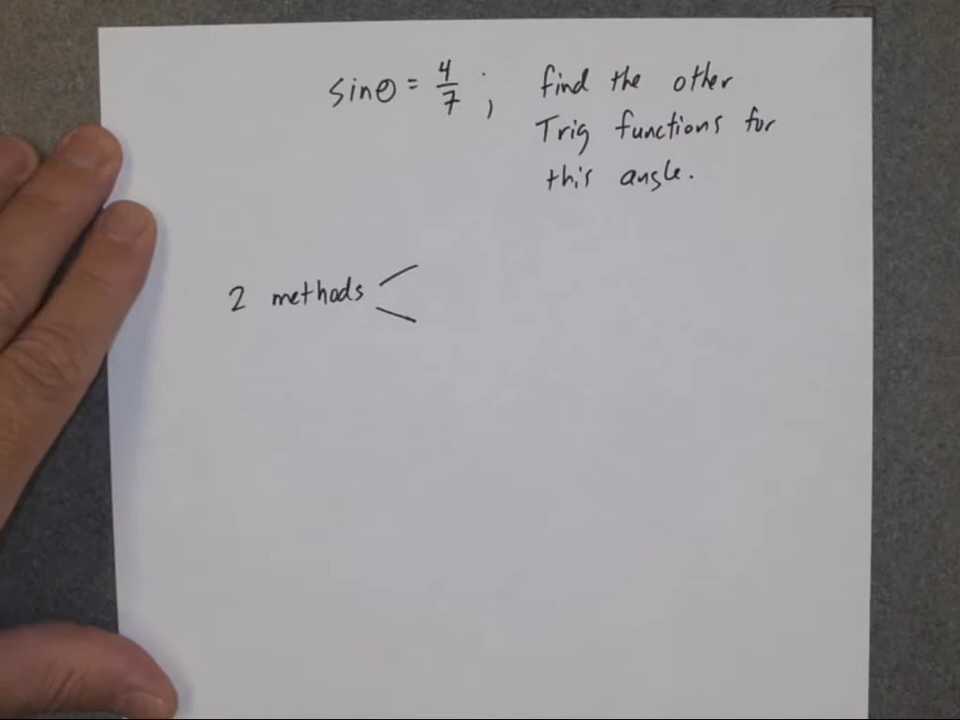 sinθ = 4/7 ; find the other
Trig functions for
this angle.
2 methods